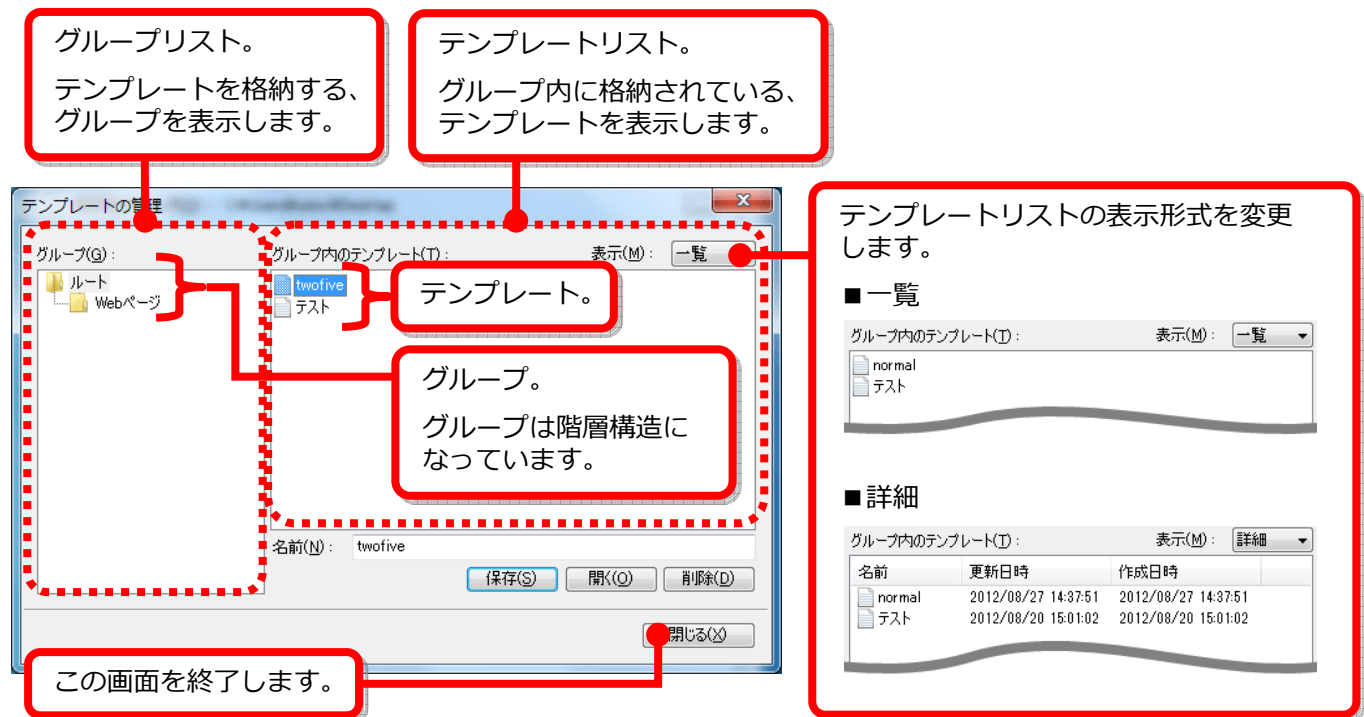 グループリスト。
テンプレートを格納する、
グループを表示します。
テンプレートリスト。
グループ内に格納されている、
テンプレートを表示します。
テンプレートの管理
グループ(G):
グループ内のテンプレート(T):
表示(M): 一覧
ルート
Webページ
twofive
テスト
テンプレート。
グループ。
グループは階層構造に
なっています。
名前(N): twofive
保存(S) 開く(O) 削除(D)
閉じる(X)
この画面を終了します。
テンプレートリストの表示形式を変更
します。
■一覧
グループ内のテンプレート(T): 表示(M): 一覧
normal
テスト
■詳細
グループ内のテンプレート(T): 表示(M): 詳細
名前 更新日時 作成日時
normal 2012/08/27 14:37:51 2012/08/27 14:37:51
テスト 2012/08/20 15:01:02 2012/08/20 15:01:02